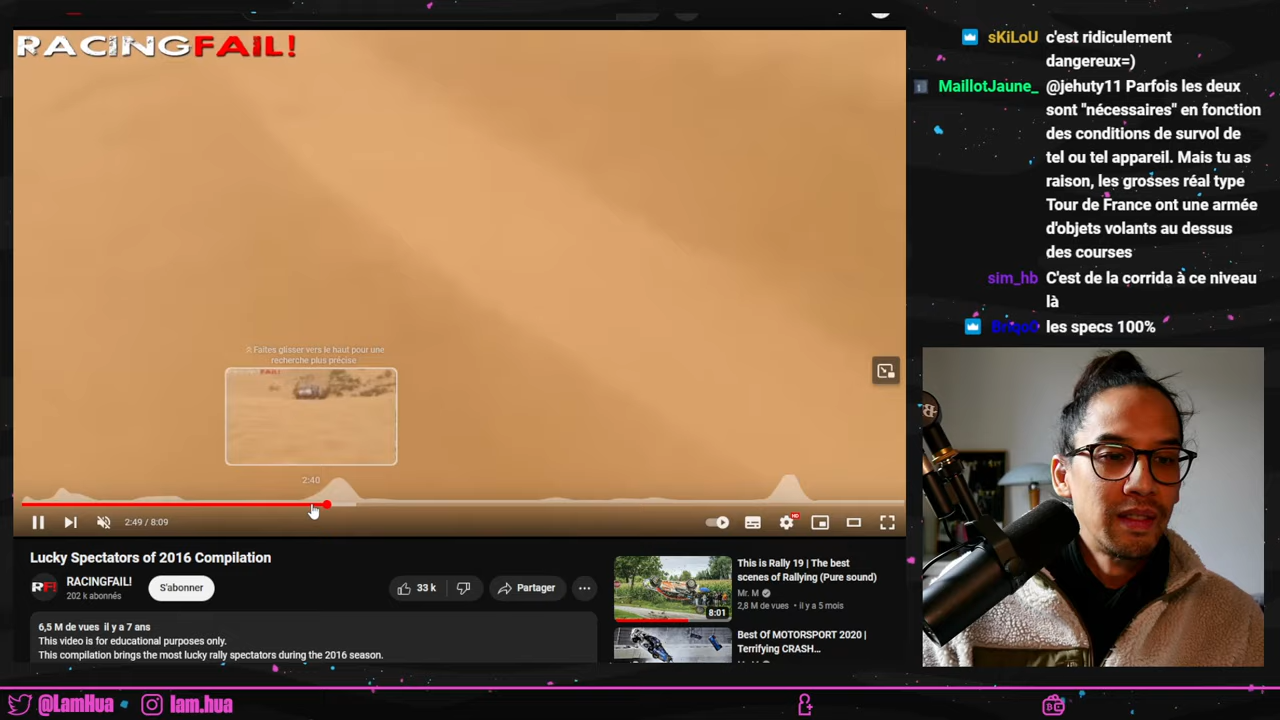 RACINGFAIL!
Faites glisser vers le haut pour une
recherche plus précise
2:40
2:49 / 8:09
HD
Lucky Spectators of 2016 Compilation
RF!
RACINGFAIL!
202 k abonnés
S'abonner
33 k
Partager
6,5 M de vues il y a 7 ans
This video is for educational purposes only.
This compilation brings the most lucky rally spectators during the 2016 season.
8:01
This is Rally 19 | The best
scenes of Rallying (Pure sound)
Mr. M
2,8 M de vues • il y a 5 mois
Best Of MOTORSPORT 2020 |
Terrifying CRASH...
sKiLoU c'est ridiculement
dangereux=)
MaillotJaune_ @jehuty11 Parfois les deux
sont "nécessaires" en fonction
des conditions de survol de
tel ou tel appareil. Mais tu as
raison, les grosses réal type
Tour de France ont une armée
d'objets volants au dessus
des courses
sim_hb C'est de la corrida à ce niveau
là
les specs 100%
@LamHua
lam.hua